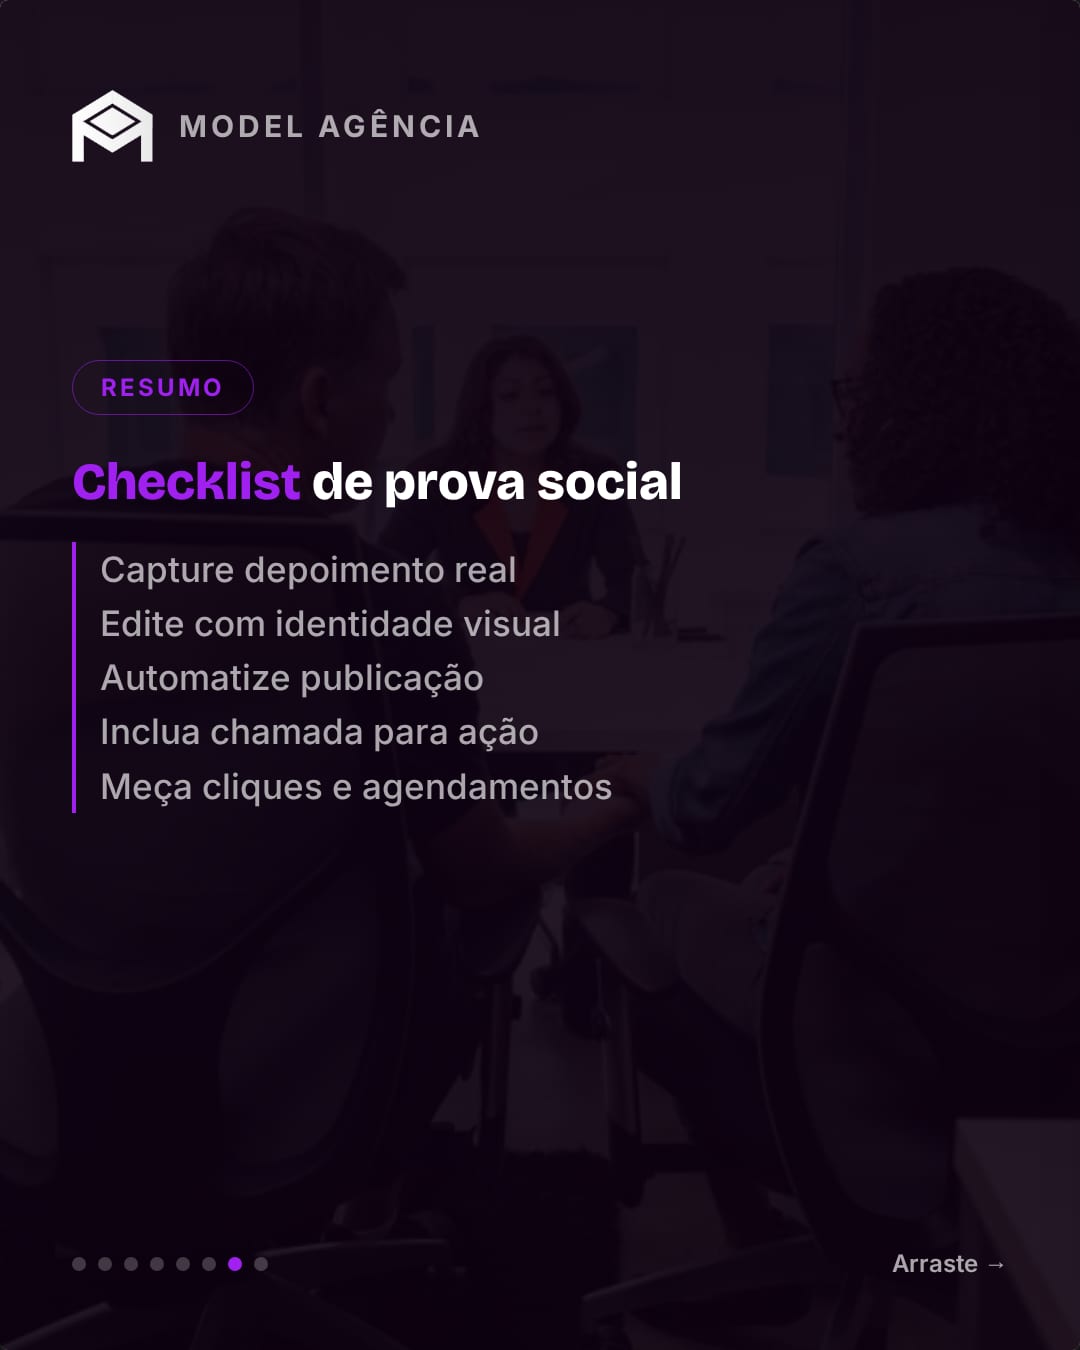 MODEL AGÊNCIA
RESUMO
Checklist de prova social
Capture depoimento real
Edite com identidade visual
Automatize publicação
Inclua chamada para ação
Meça cliques e agendamentos
Arraste →